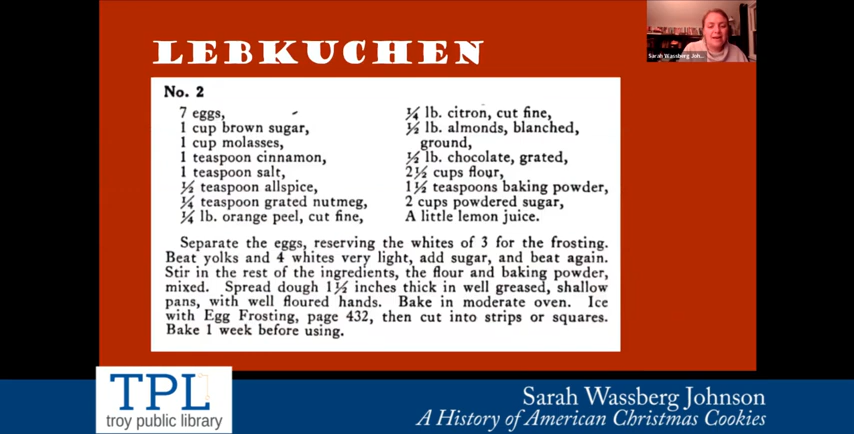 LEBKUCHEN
Sarah Wassberg Joh...
No. 2
7 eggs,
1 cup brown sugar,
1 cup molasses,
1 teaspoon cinnamon,
1 teaspoon salt,
½ teaspoon allspice,
¼ teaspoon grated nutmeg,
¼ lb. orange peel, cut fine,
¼ lb. citron, cut fine,
½ lb. almonds, blanched,
ground,
½ lb. chocolate, grated,
2½ cups flour,
1½ teaspoons baking powder,
2 cups powdered sugar,
A little lemon juice.
Separate the eggs, reserving the whites of 3 for the frosting.
Beat yolks and 4 whites very light, add sugar, and beat again.
Stir in the rest of the ingredients, the flour and baking powder,
mixed. Spread dough 1½ inches thick in well greased, shallow
pans, with well floured hands. Bake in moderate oven. Ice
with Egg Frosting, page 432, then cut into strips or squares.
Bake 1 week before using.
TPL
troy public library
Sarah Wassberg Johnson
A History of American Christmas Cookies